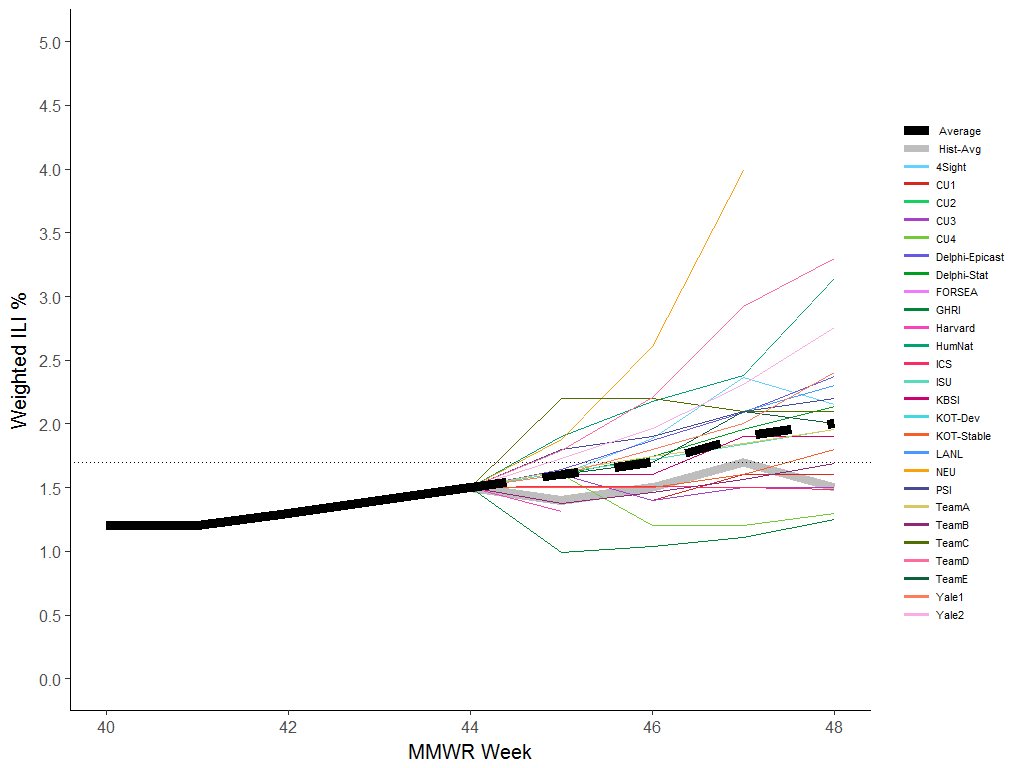 5.0
4.5
4.0
3.5
3.0
2.5
2.0
1.5
1.0
0.5
0.0
Weighted ILI %
40
42
44
46
48
MMWR Week
Average
Hist-Avg
4Sight
CU1
CU2
CU3
CU4
Delphi-Epicast
Delphi-Stat
FORSEA
GHRI
Harvard
HumNat
ICS
ISU
KBSI
KOT-Dev
KOT-Stable
LANL
NEU
PSI
TeamA
TeamB
TeamC
TeamD
TeamE
Yale1
Yale2